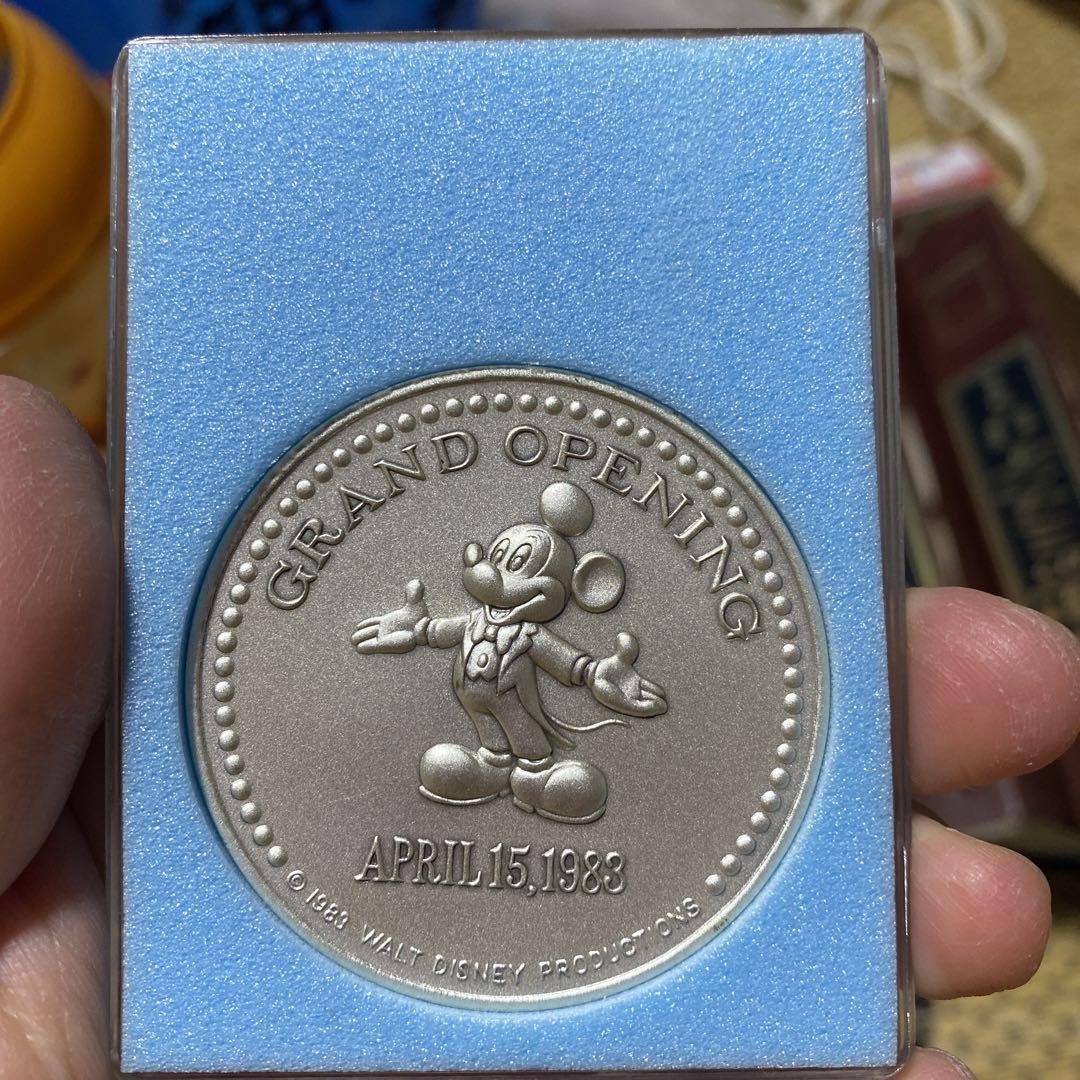 GRAND OPENING
APRIL 15, 1983
© 1983 WALT DISNEY PRODUCTIONS